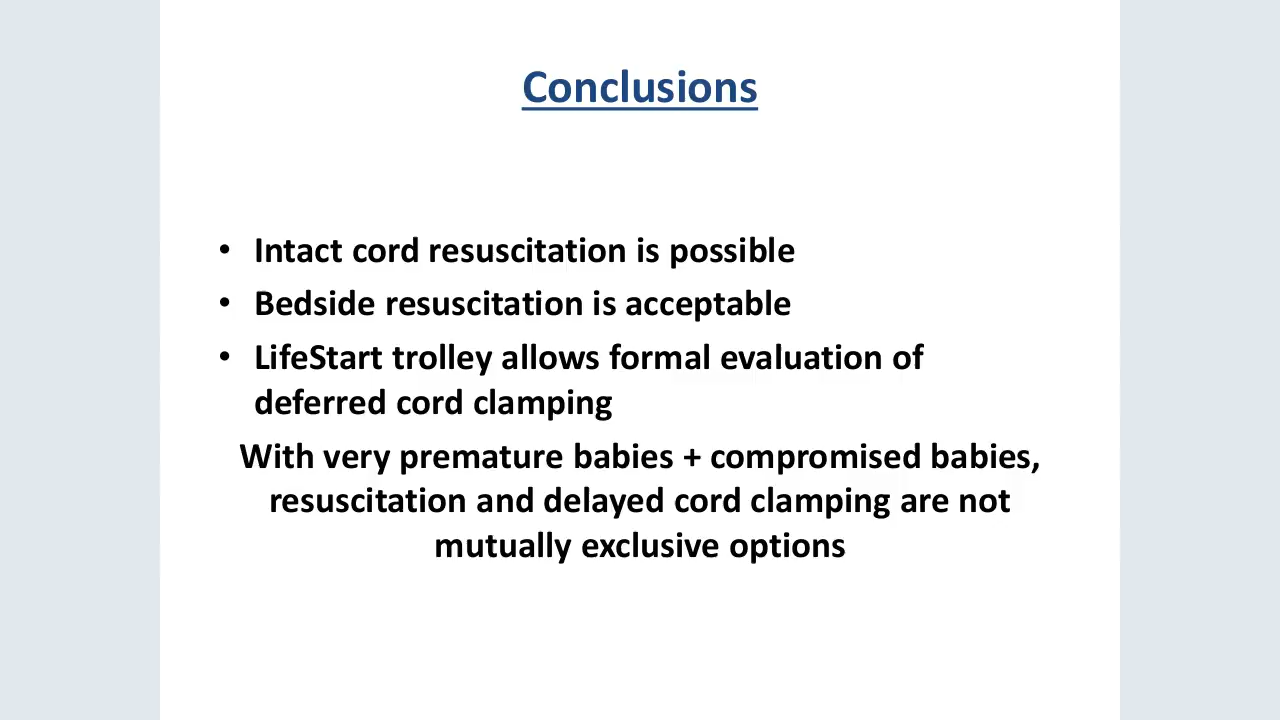 Conclusions
• Intact cord resuscitation is possible
• Bedside resuscitation is acceptable
• LifeStart trolley allows formal evaluation of
deferred cord clamping
With very premature babies + compromised babies,
resuscitation and delayed cord clamping are not
mutually exclusive options